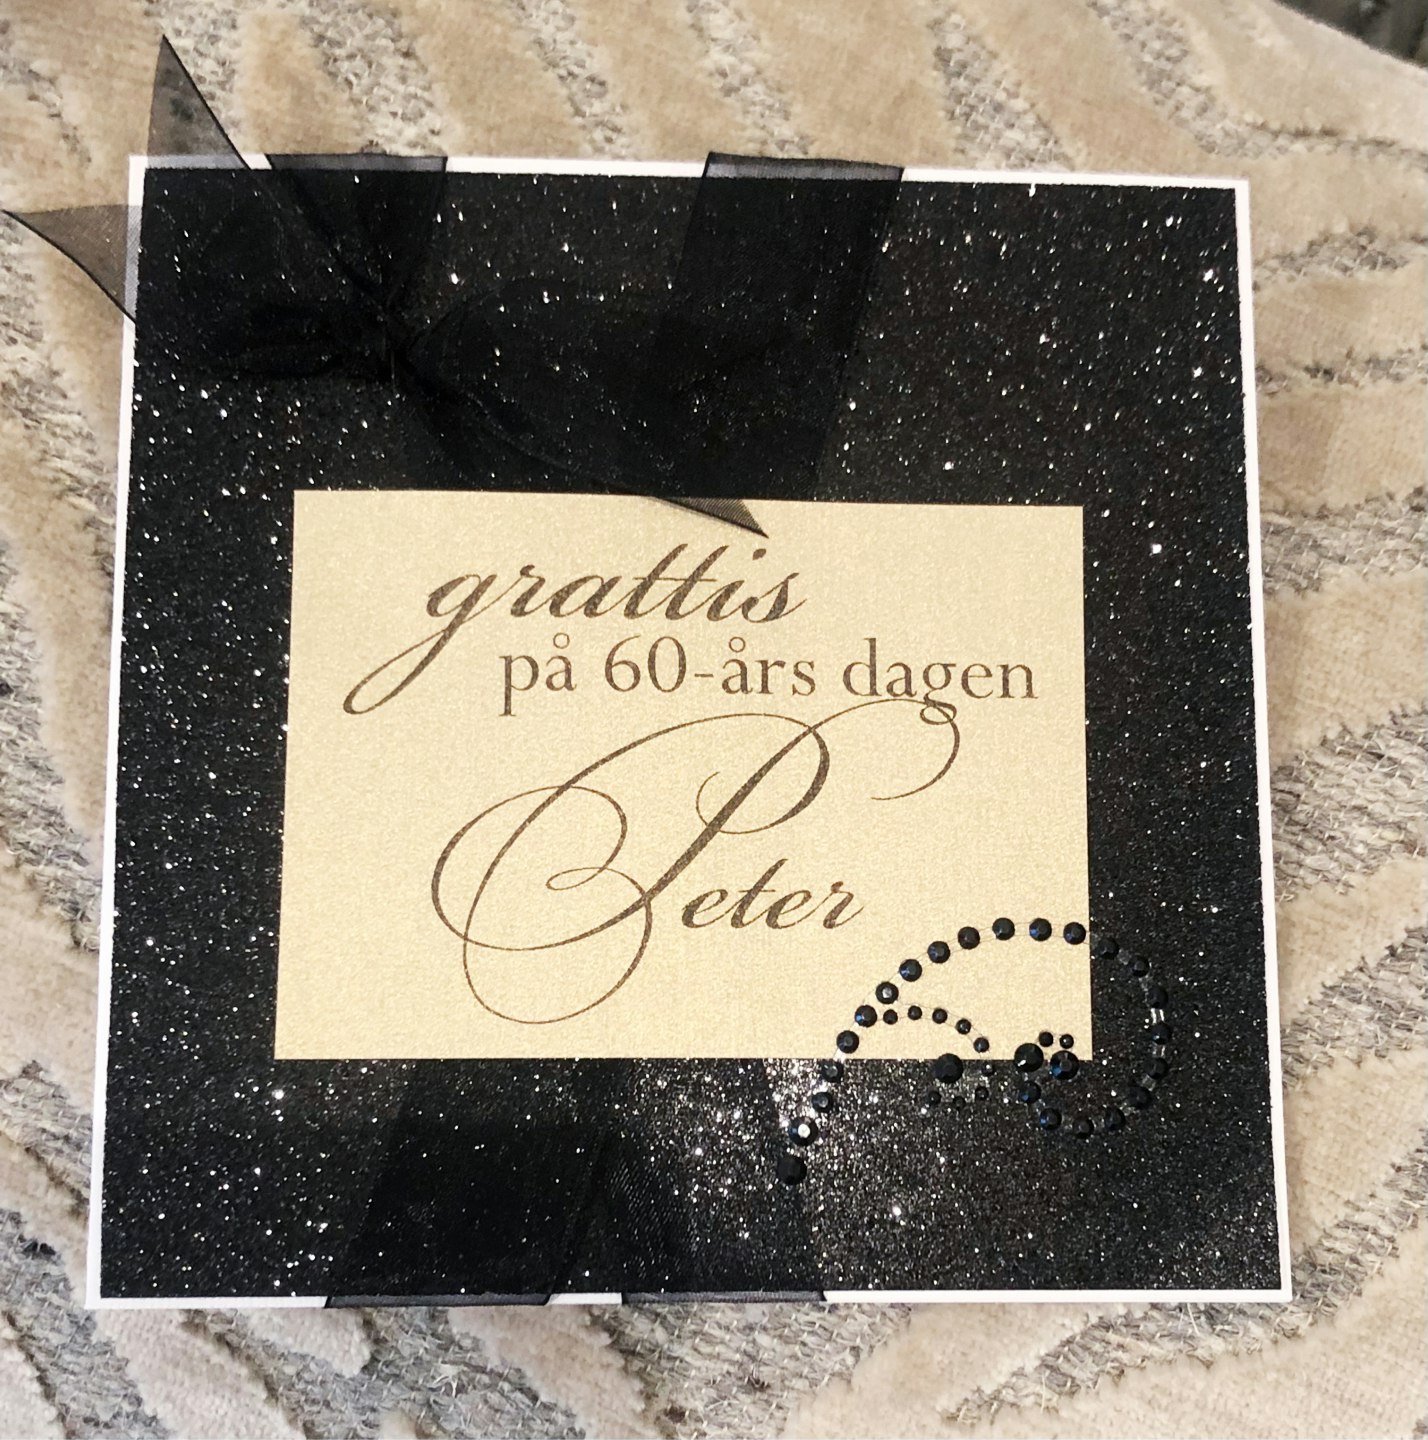 grattis
på 60-års dagen
Peter